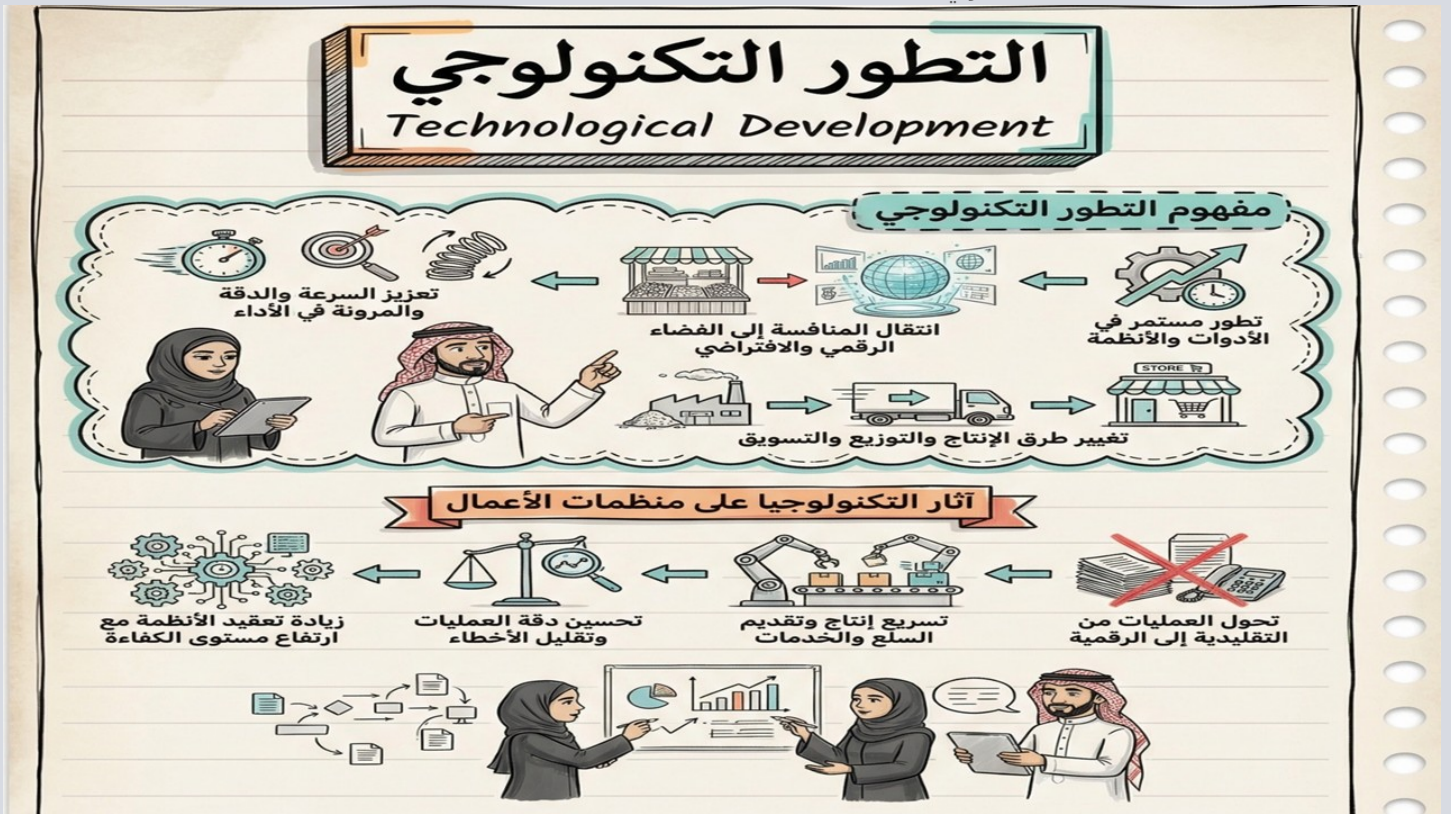 التطور التكنولوجي
Technological Development
مفهوم التطور التكنولوجي
تطور مستمر في
الأدوات والأنظمة
انتقال المنافسة إلى الفضاء
الرقمي والافتراضي
تعزيز السرعة والدقة
والمرونة في الأداء
STORE
تغيير طرق الإنتاج والتوزيع والتسويق
آثار التكنولوجيا على منظمات الأعمال
تحول العمليات من
التقليدية إلى الرقمية
تسريع إنتاج وتقديم
السلع والخدمات
تحسين دقة العمليات
وتقليل الأخطاء
زيادة تعقيد الأنظمة مع
ارتفاع مستوى الكفاءة